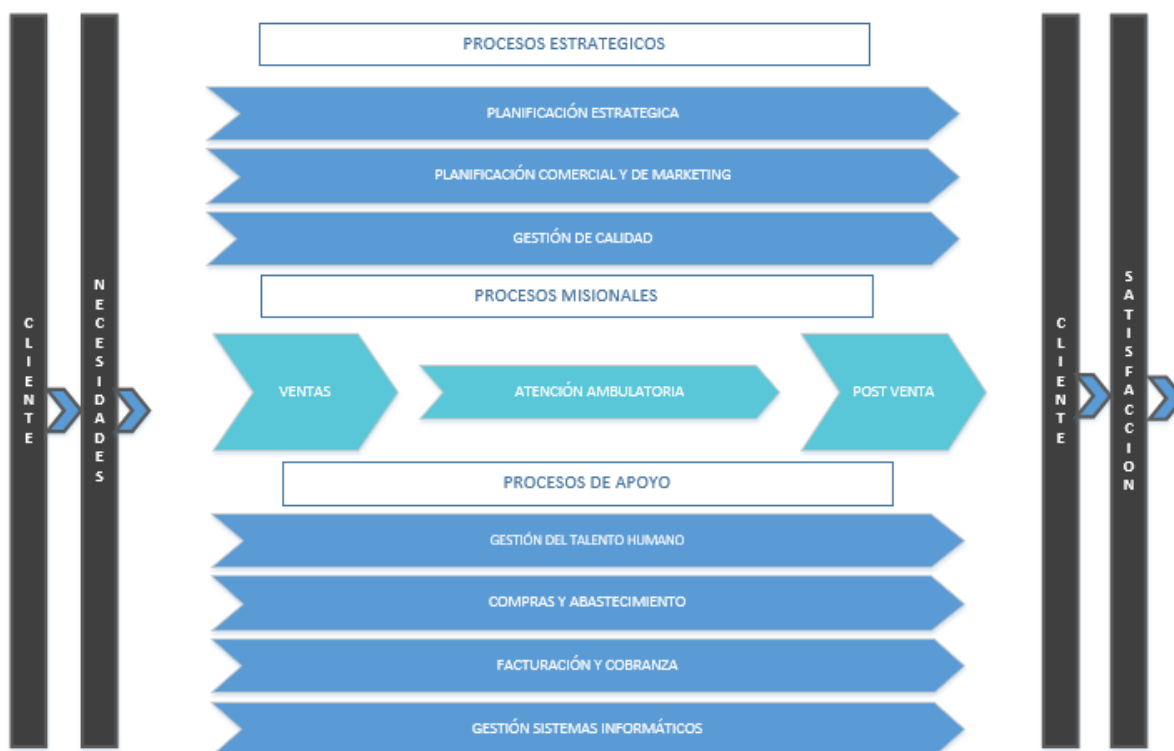 PROCESOS ESTRATEGICOS
PLANIFICACIÓN ESTRATEGICA
PLANIFICACIÓN COMERCIAL Y DE MARKETING
GESTIÓN DE CALIDAD
CLIENTE
NECESIDADES
PROCESOS MISIONALES
VENTAS
ATENCIÓN AMBULATORIA
POST VENTA
CLIENTE
SATISFACCION
PROCESOS DE APOYO
GESTIÓN DEL TALENTO HUMANO
COMPRAS Y ABASTECIMIENTO
FACTURACIÓN Y COBRANZA
GESTIÓN SISTEMAS INFORMÁTICOS